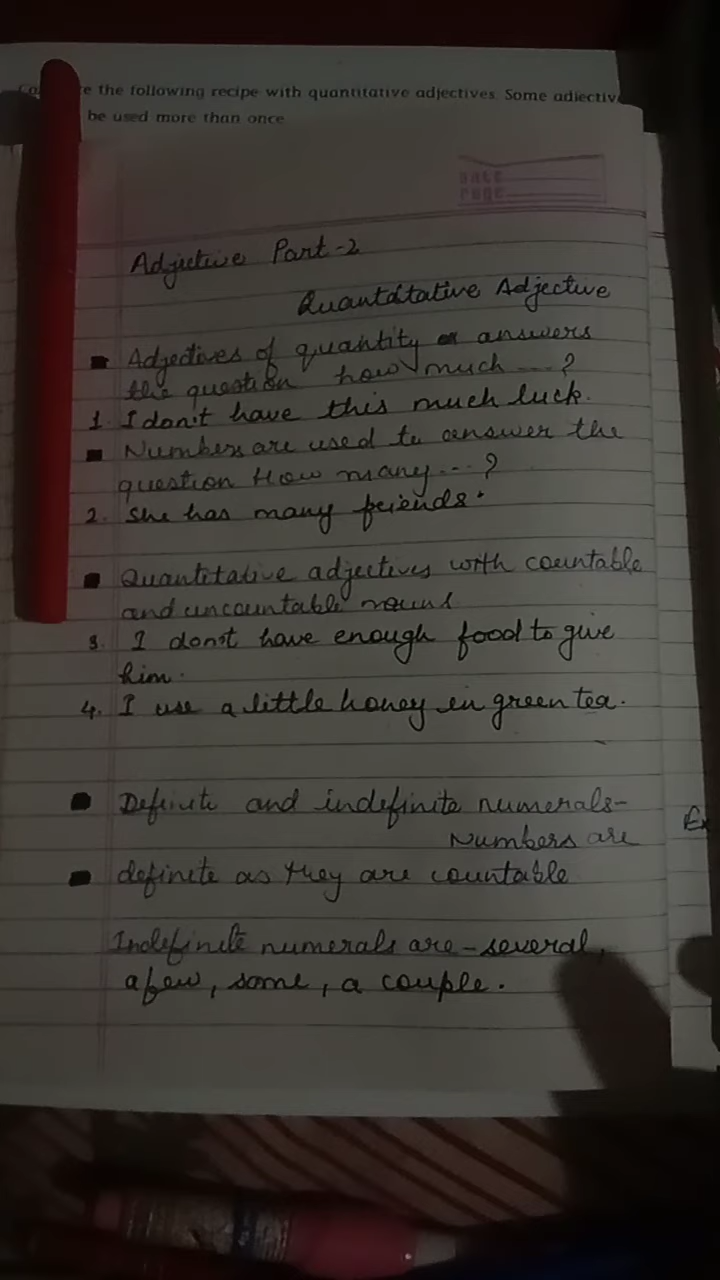 e the following recipe with quantitative adjectives. Some adjectiv
be used more than once
DATE
PAGE
Adjective Part-2
Quantitative Adjective
Adjectives of quantity answers
the question how much ---?
1. I don't have this much luck.
Numbers are used to answer the
question How many---?
2. She has many friends.
Quantitative adjectives with countable
and uncountable nouns
3. I don't have enough food to give
him.
4. I use a little honey in green tea.
Definite and indefinite numerals-
Numbers are
definite as they are countable
Indefinite numerals are - several,
a few, some, a couple.